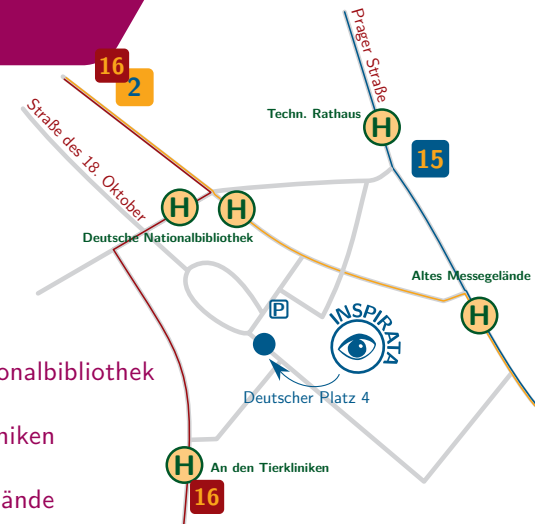 16
2
Prager Straße
Straße des 18. Oktober
Techn. Rathaus
H
15
H
H
Deutsche Nationalbibliothek
Altes Messegelände
H
P
INSPIRATA
onalbibliothek
Deutscher Platz 4
niken
H
An den Tierkliniken
16
ände